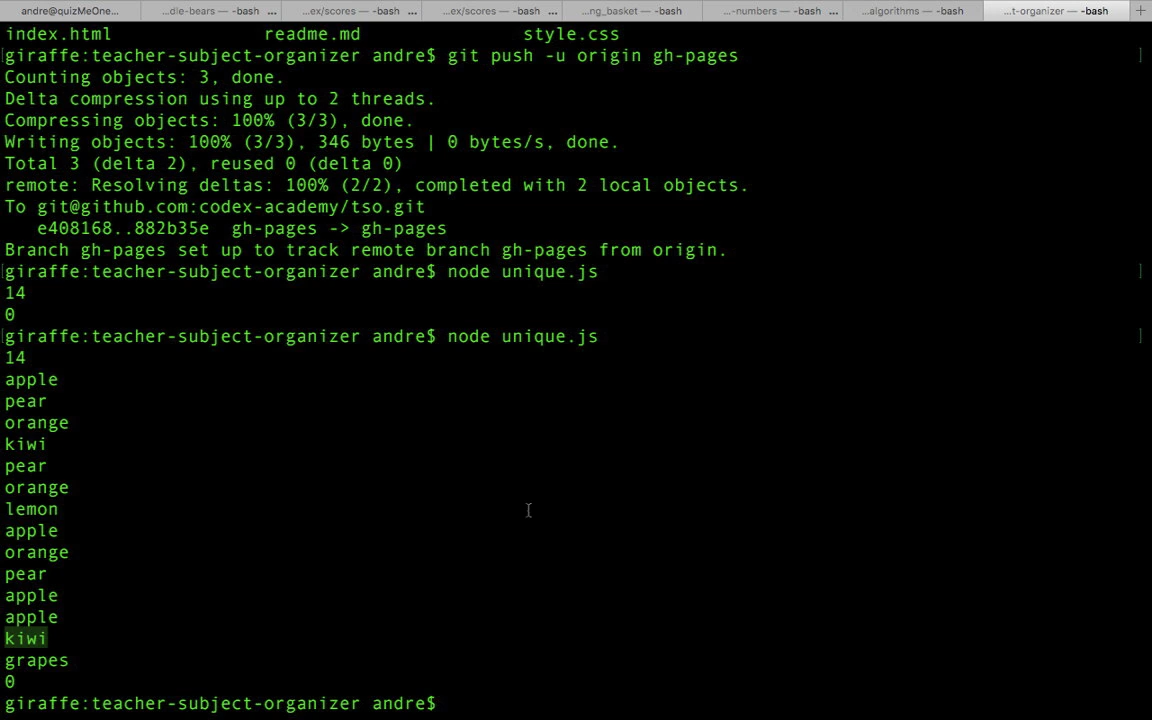 andre@quizMeOne... ...dle-bears — -bash ... ...ex/scores — -bash ... ...ex/scores — -bash ... ...ng_basket — -bash ...-numbers — -bash ... ...algorithms — -bash ...t-organizer — -bash +
index.html readme.md style.css
[giraffe:teacher-subject-organizer andre$ git push -u origin gh-pages ]
Counting objects: 3, done.
Delta compression using up to 2 threads.
Compressing objects: 100% (3/3), done.
Writing objects: 100% (3/3), 346 bytes | 0 bytes/s, done.
Total 3 (delta 2), reused 0 (delta 0)
remote: Resolving deltas: 100% (2/2), completed with 2 local objects.
To git@github.com:codex-academy/tso.git
e408168..882b35e gh-pages -> gh-pages
Branch gh-pages set up to track remote branch gh-pages from origin.
[giraffe:teacher-subject-organizer andre$ node unique.js ]
14
0
[giraffe:teacher-subject-organizer andre$ node unique.js ]
14
apple
pear
orange
kiwi
pear
orange
lemon
apple
orange
pear
apple
apple
kiwi
grapes
0
giraffe:teacher-subject-organizer andre$